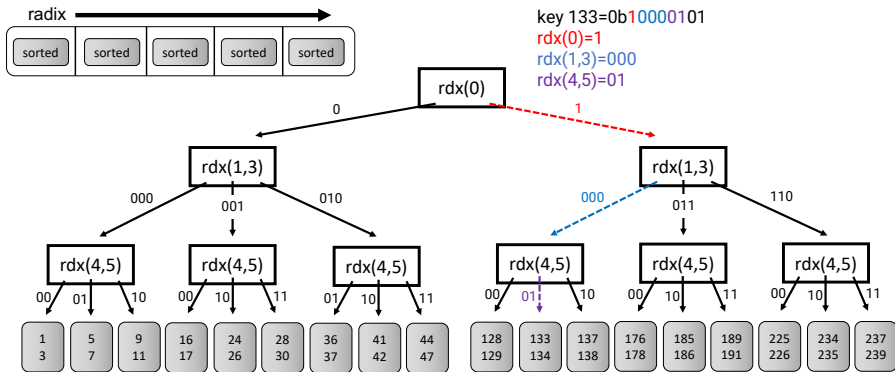 radix
sorted sorted sorted sorted sorted
key 133=0b10000101
rdx(0)=1
rdx(1,3)=000
rdx(4,5)=01
rdx(0)
0 1
rdx(1,3) rdx(1,3)
000 001 010 000 011 110
rdx(4,5) rdx(4,5) rdx(4,5) rdx(4,5) rdx(4,5) rdx(4,5)
00 01 10 00 10 11 01 10 11 00 01 10 00 10 11 00 10 11
1 5 9 16 24 28 36 41 44 128 133 137 176 185 189 225 234 237
3 7 11 17 26 30 37 42 47 129 134 138 178 186 191 226 235 239